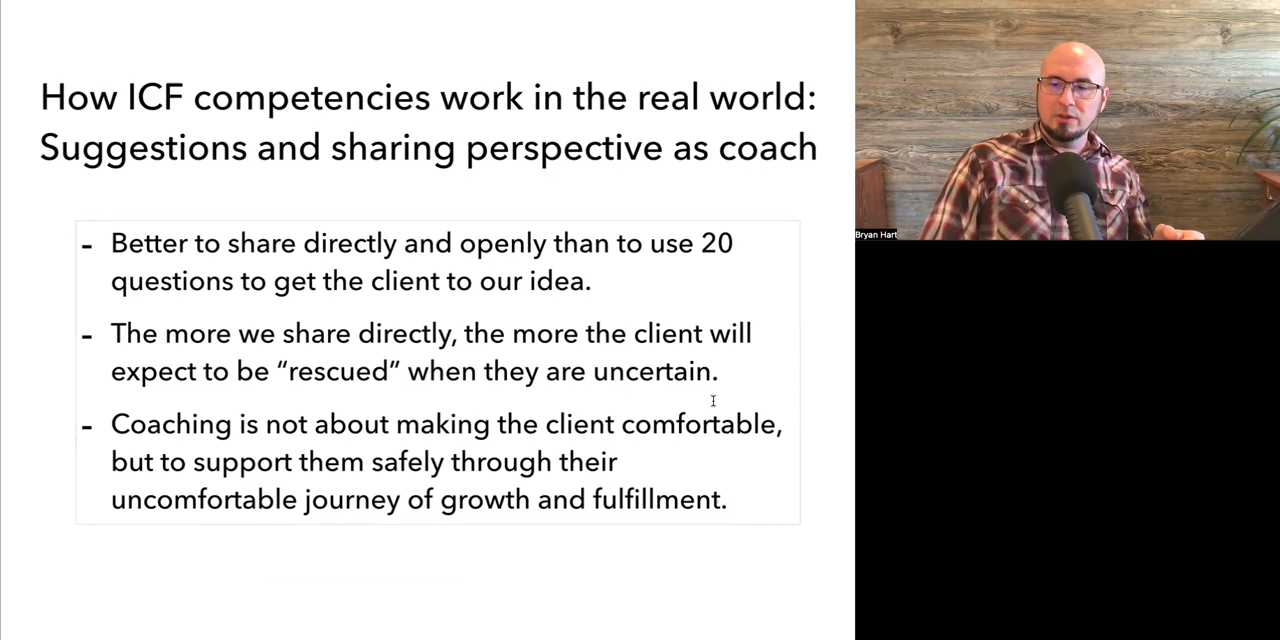 How ICF competencies work in the real world:
Suggestions and sharing perspective as coach
- Better to share directly and openly than to use 20
questions to get the client to our idea.
- The more we share directly, the more the client will
expect to be “rescued” when they are uncertain.
- Coaching is not about making the client comfortable,
but to support them safely through their
uncomfortable journey of growth and fulfillment.
Bryan Hart